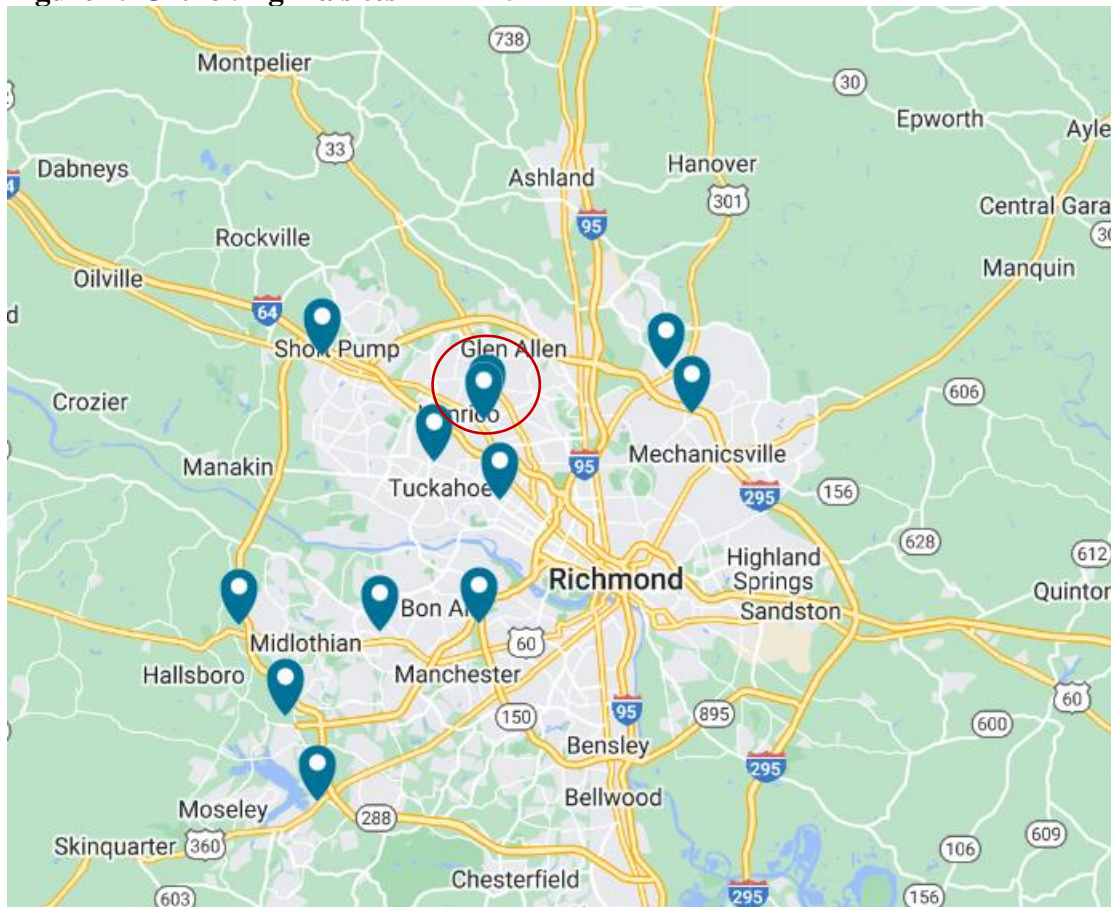 738
Montpelier
30
Epworth
Ayle
33
Dabneys
Hanover
Ashland
301
95
Central Gara
Rockville
Oilville
Manquin
64
d
Short Pump
Glen Allen
606
Crozier
Mechanicsville
Manakin
95
Tuckahoe
295
156
628
612
Highland
Springs
Richmond
Quinton
Sandston
Bon Ai
60
Midlothian
Hallsboro
Manchester
60
95
895
150
600
Bensley
295
Bellwood
Moseley
288
Skinquarter
360
609
106
Chesterfield
603
295
156